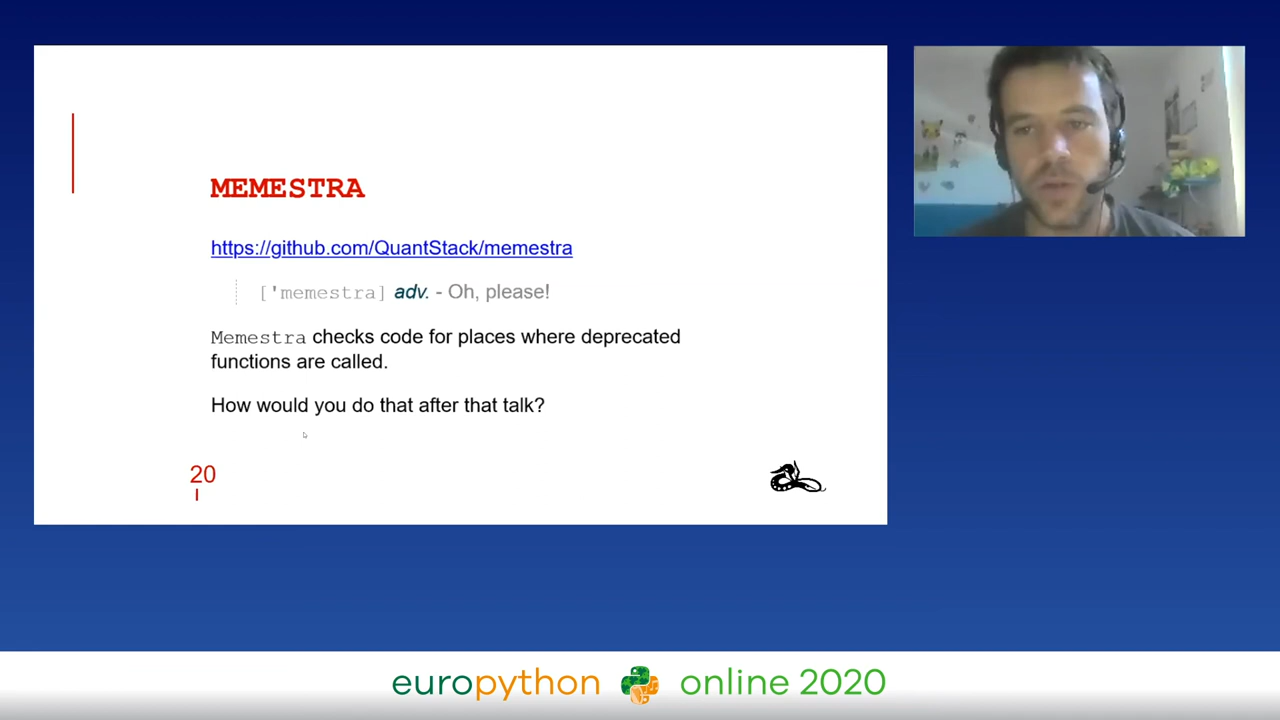 MEMESTRA
https://github.com/QuantStack/memestra
['memestra] adv. - Oh, please!
Memestra checks code for places where deprecated
functions are called.
How would you do that after that talk?
20
europython online 2020